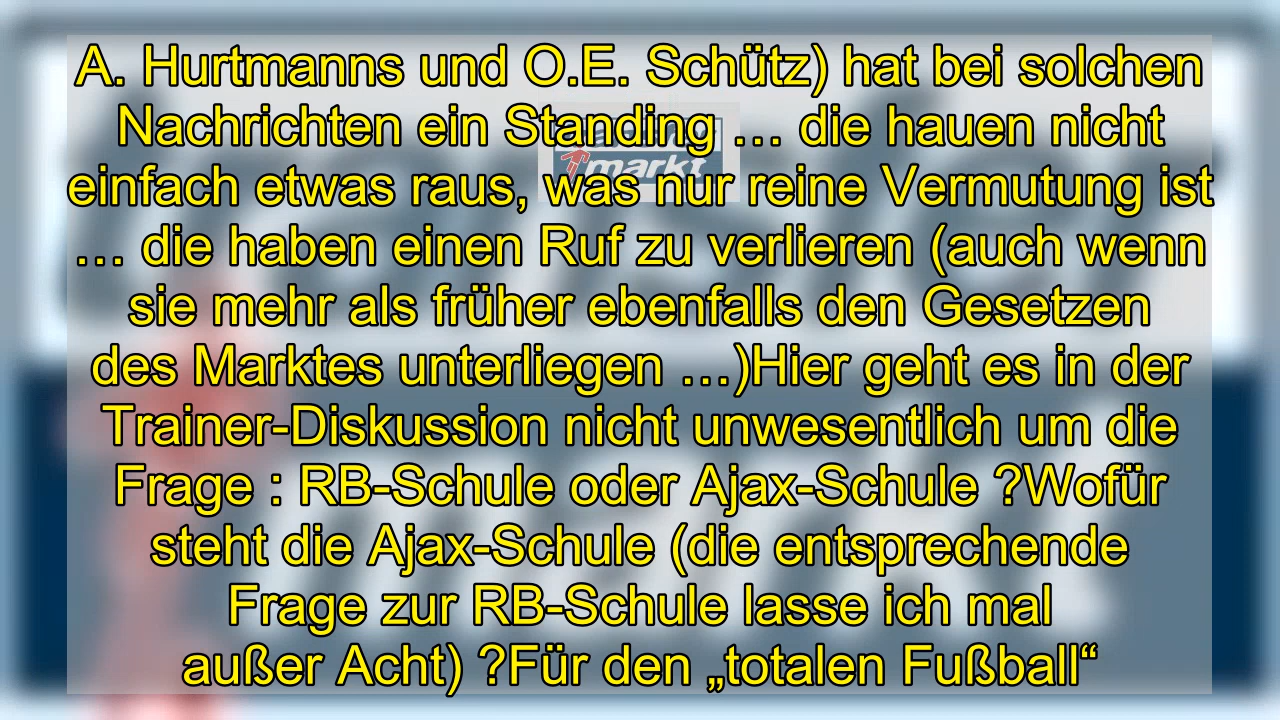 A. Hurtmanns und O.E. Schütz) hat bei solchen
Nachrichten ein Standing … die hauen nicht
einfach etwas raus, was nur reine Vermutung ist
… die haben einen Ruf zu verlieren (auch wenn
sie mehr als früher ebenfalls den Gesetzen
des Marktes unterliegen …)Hier geht es in der
Trainer-Diskussion nicht unwesentlich um die
Frage : RB-Schule oder Ajax-Schule ?Wofür
steht die Ajax-Schule (die entsprechende
Frage zur RB-Schule lasse ich mal
außer Acht) ?Für den „totalen Fußball“
markt